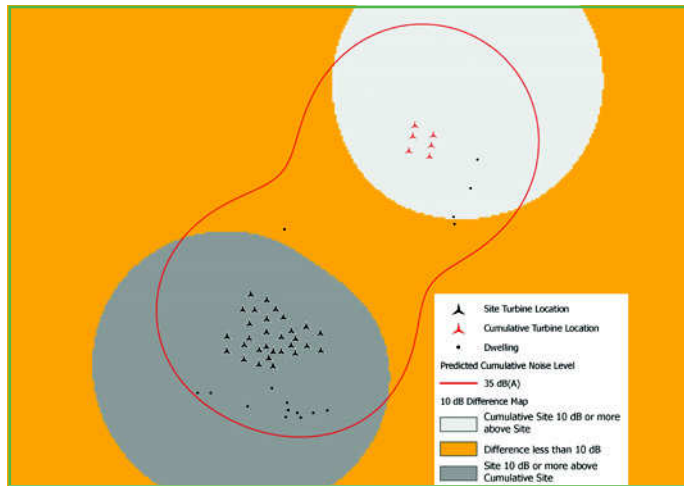 Site Turbine Location
Cumulative Turbine Location
Dwelling
Predicted Cumulative Noise Level
35 dB(A)
10 dB Difference Map
Cumulative Site 10 dB or more
above Site
Difference less than 10 dB
Site 10 dB or more above
Cumulative Site